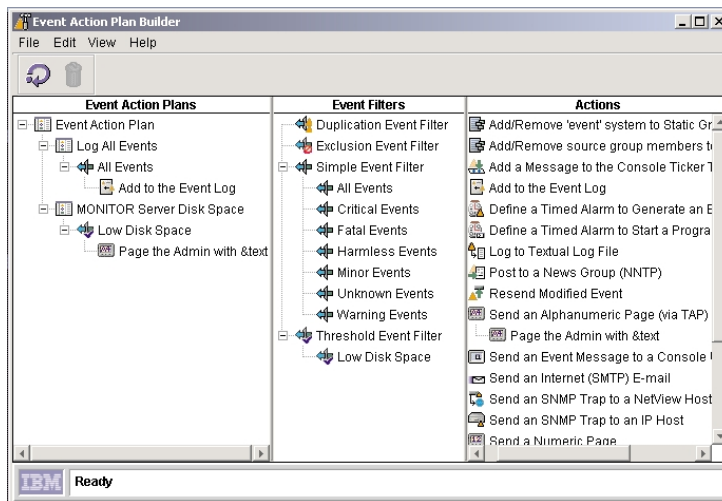 Event Action Plan Builder
File Edit View Help
Event Action Plans
Event Action Plan
Log All Events
All Events
Add to the Event Log
MONITOR Server Disk Space
Low Disk Space
Page the Admin with &text
Event Filters
Duplication Event Filter
Exclusion Event Filter
Simple Event Filter
All Events
Critical Events
Fatal Events
Harmless Events
Minor Events
Unknown Events
Warning Events
Threshold Event Filter
Low Disk Space
Actions
Add/Remove 'event' system to Static Gr
Add/Remove source group members to
Add a Message to the Console Ticker T
Add to the Event Log
Define a Timed Alarm to Generate an E
Define a Timed Alarm to Start a Progra
Log to Textual Log File
Post to a News Group (NNTP)
Resend Modified Event
Send an Alphanumeric Page (via TAP)
Page the Admin with &text
Send an Event Message to a Console
Send an Internet (SMTP) E-mail
Send an SNMP Trap to a NetView Host
Send an SNMP Trap to an IP Host
Send a Numeric Page
IBM
Ready